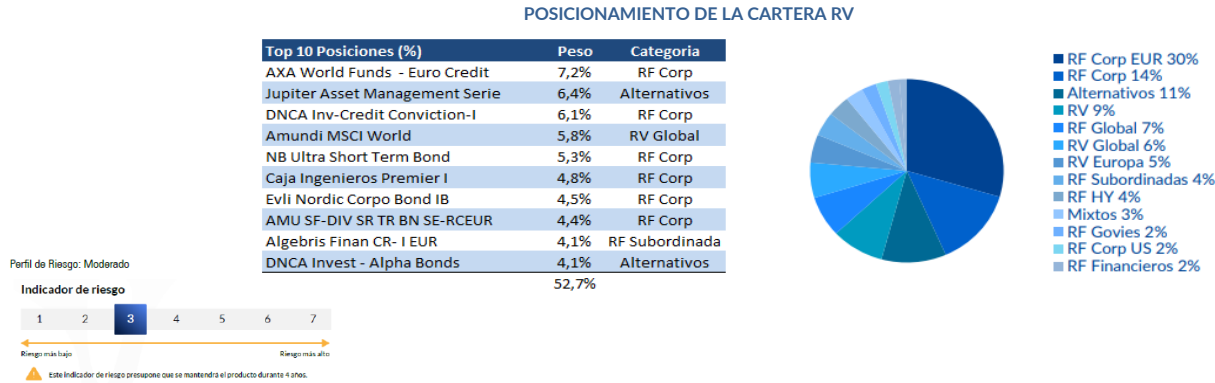 POSICIONAMIENTO DE LA CARTERA RV
Top 10 Posiciones (%) Peso Categoria
AXA World Funds - Euro Credit 7,2% RF Corp
Jupiter Asset Management Serie 6,4% Alternativos
DNCA Inv-Credit Conviction-I 6,1% RF Corp
Amundi MSCI World 5,8% RV Global
NB Ultra Short Term Bond 5,3% RF Corp
Caja Ingenieros Premier I 4,8% RF Corp
Evli Nordic Corpo Bond IB 4,5% RF Corp
AMU SF-DIV SR TR BN SE-RCEUR 4,4% RF Corp
Algebris Finan CR- I EUR 4,1% RF Subordinada
DNCA Invest - Alpha Bonds 4,1% Alternativos
52,7%
RF Corp EUR 30%
RF Corp 14%
Alternativos 11%
RV 9%
RF Global 7%
RV Global 6%
RV Europa 5%
RF Subordinadas 4%
RF HY 4%
Mixtos 3%
RF Govies 2%
RF Corp US 2%
RF Financieros 2%
Perfil de Riesgo: Moderado
Indicador de riesgo
1 2 3 4 5 6 7
Riesgo más bajo Riesgo más alto
Este indicador de riesgo presupone que se mantendra el producto durante 4 años.